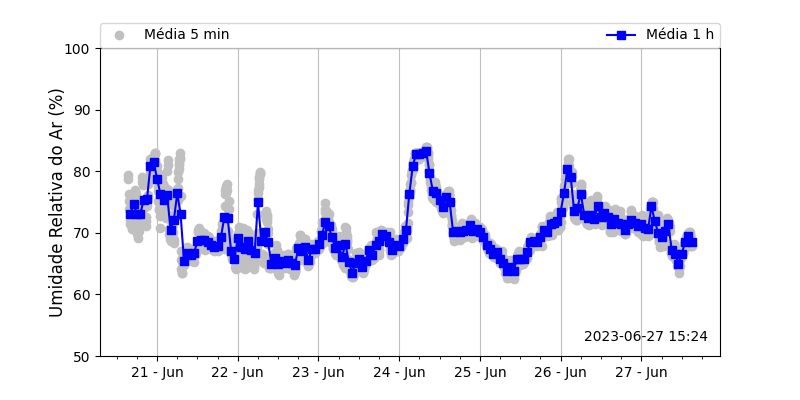 Média 5 min
Média 1 h
100
90
80
70
60
50
Umidade Relativa do Ar (%)
2023-06-27 15:24
21 - Jun
22 - Jun
23 - Jun
24 - Jun
25 - Jun
26 - Jun
27 - Jun